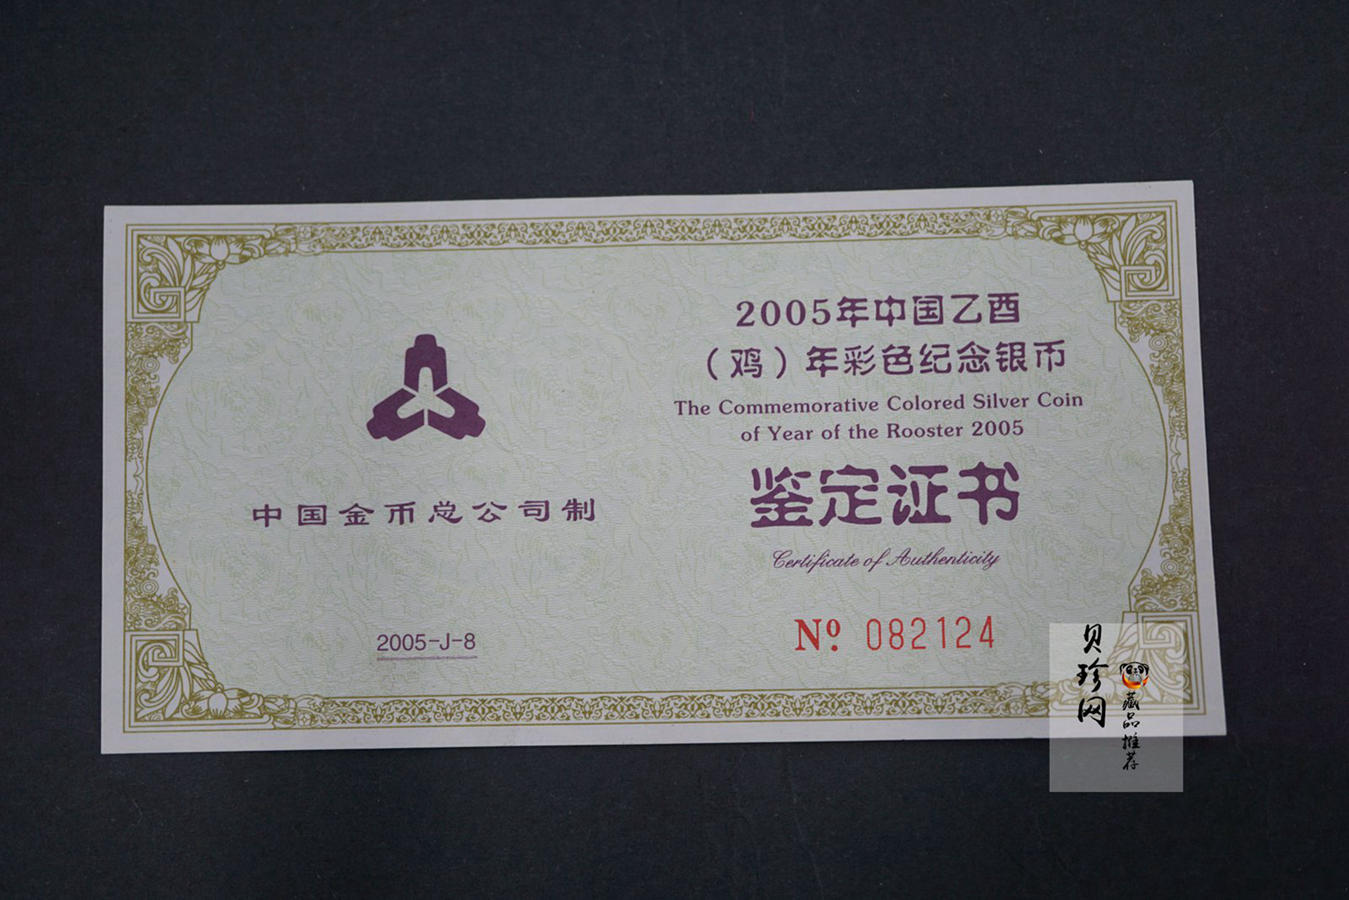 中国金币总公司制
2005-J-8
2005年中国乙酉
（鸡）年彩色纪念银币
The Commemorative Colored Silver Coin
of Year of the Rooster 2005
鉴定证书
Certificate of Authenticity
Nº 082124
贝珍网
藏品推荐